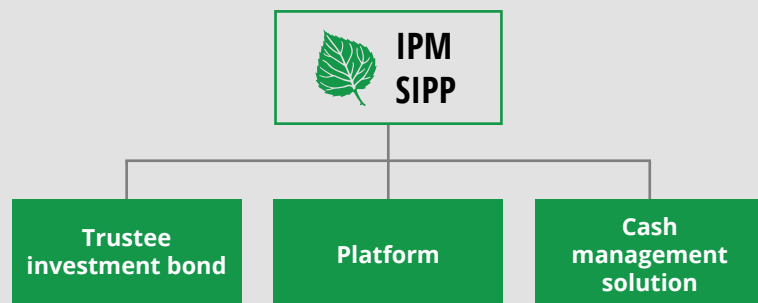 IPM
SIPP
Trustee
investment bond
Platform
Cash
management
solution